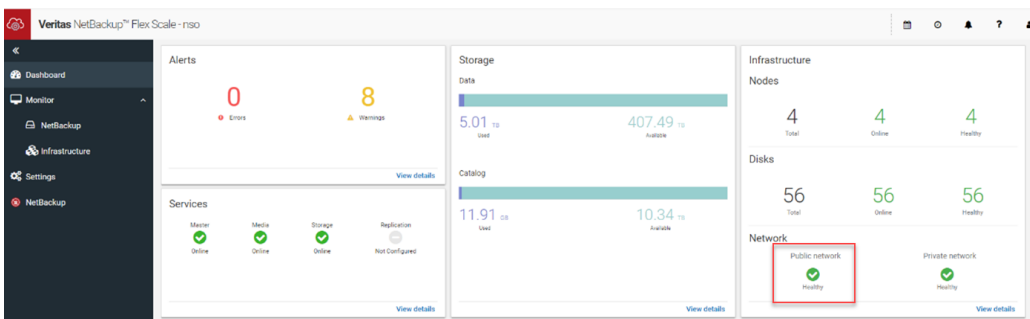 Veritas NetBackup™ Flex Scale - nso
?
«
Dashboard
Monitor
NetBackup
Infrastructure
Settings
NetBackup
Alerts
0
Errors
8
Warnings
View details
Services
Master
Online
Media
Online
Storage
Online
Replication
Not Configured
View details
Storage
Data
5.01 TB
Used
407.49 TB
Available
Catalog
11.91 GB
Used
10.34 TB
Available
View details
Infrastructure
Nodes
4
Total
4
Online
4
Healthy
Disks
56
Total
56
Online
56
Healthy
Network
Public network
Healthy
Private network
Healthy
View details